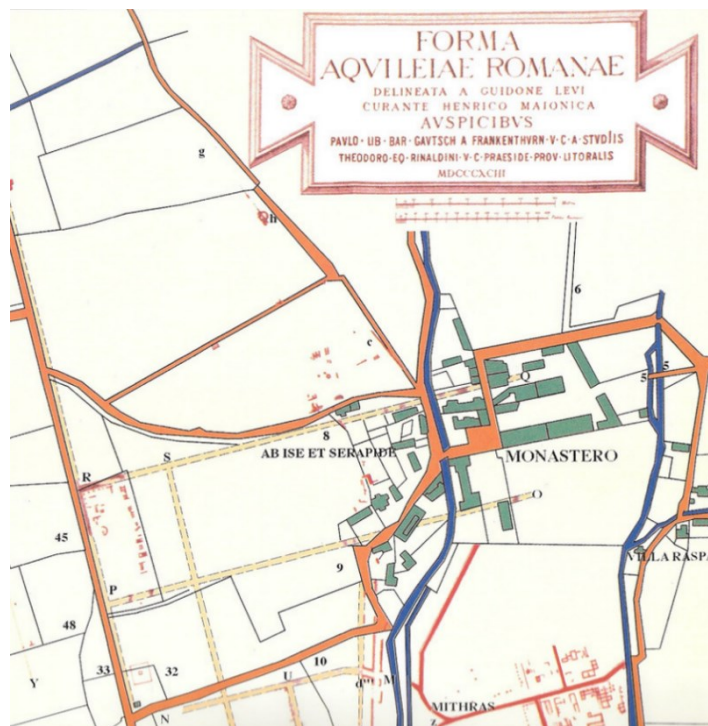 FORMA
AQVILEIAE ROMANAE
DELINEATA A GUIDONE LEVI
CURANTE HENRICO MAIONICA
AVSPICIBVS
PAVLO · LIB · BAR · GAVTSCH A FRANKENTHVRN · V · C · A · STVDIIS
THEODORO · EQ · RINALDINI · V · C · PRAESIDE · PROV · LITORALIS
MDCCCXCIII
g
h
6
c
5 5
Q
8
S
AB ISE ET SERAPIDE
MONASTERO
R
O
45
9
VILLA RASPA
P
48
33 32 10
Y
U
d'''
M
MITHRAS
N
Z